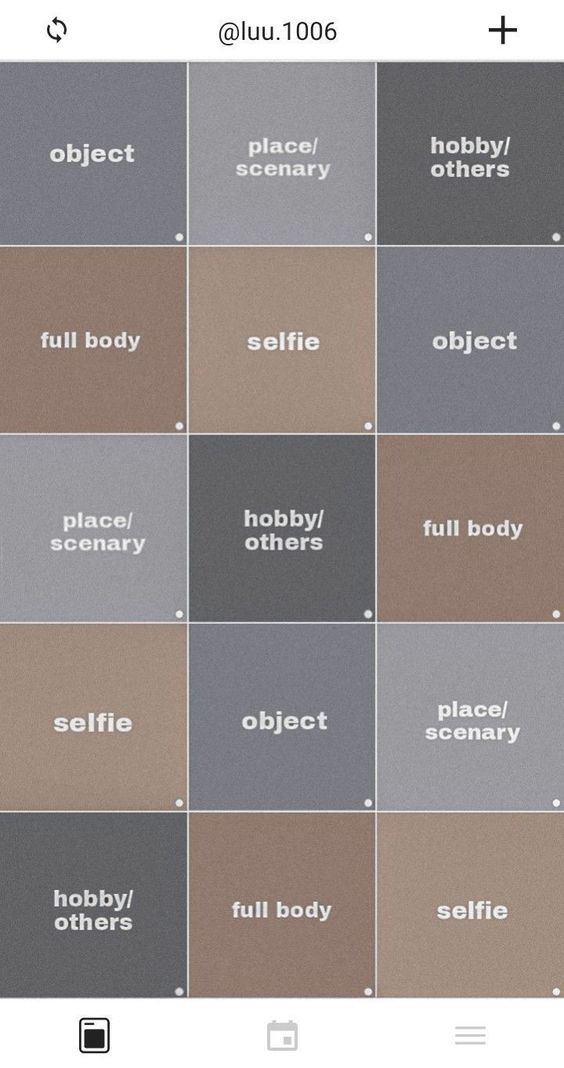 @luu.1006
object
place/
scenary
hobby/
others
full body
selfie
object
place/
scenary
hobby/
others
full body
selfie
object
place/
scenary
hobby/
others
full body
selfie